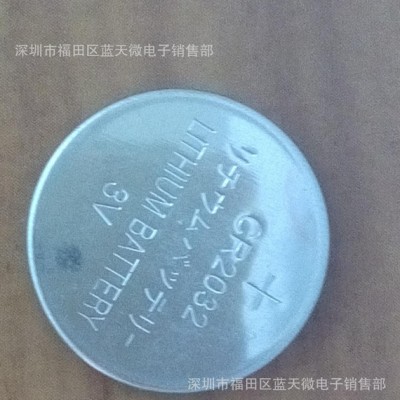 深圳市福田区蓝天微电子销售部
+
CR2032
リチウムバッテリー
LITHIUM BATTERY
3V
深圳市福田区蓝天微电子销售部